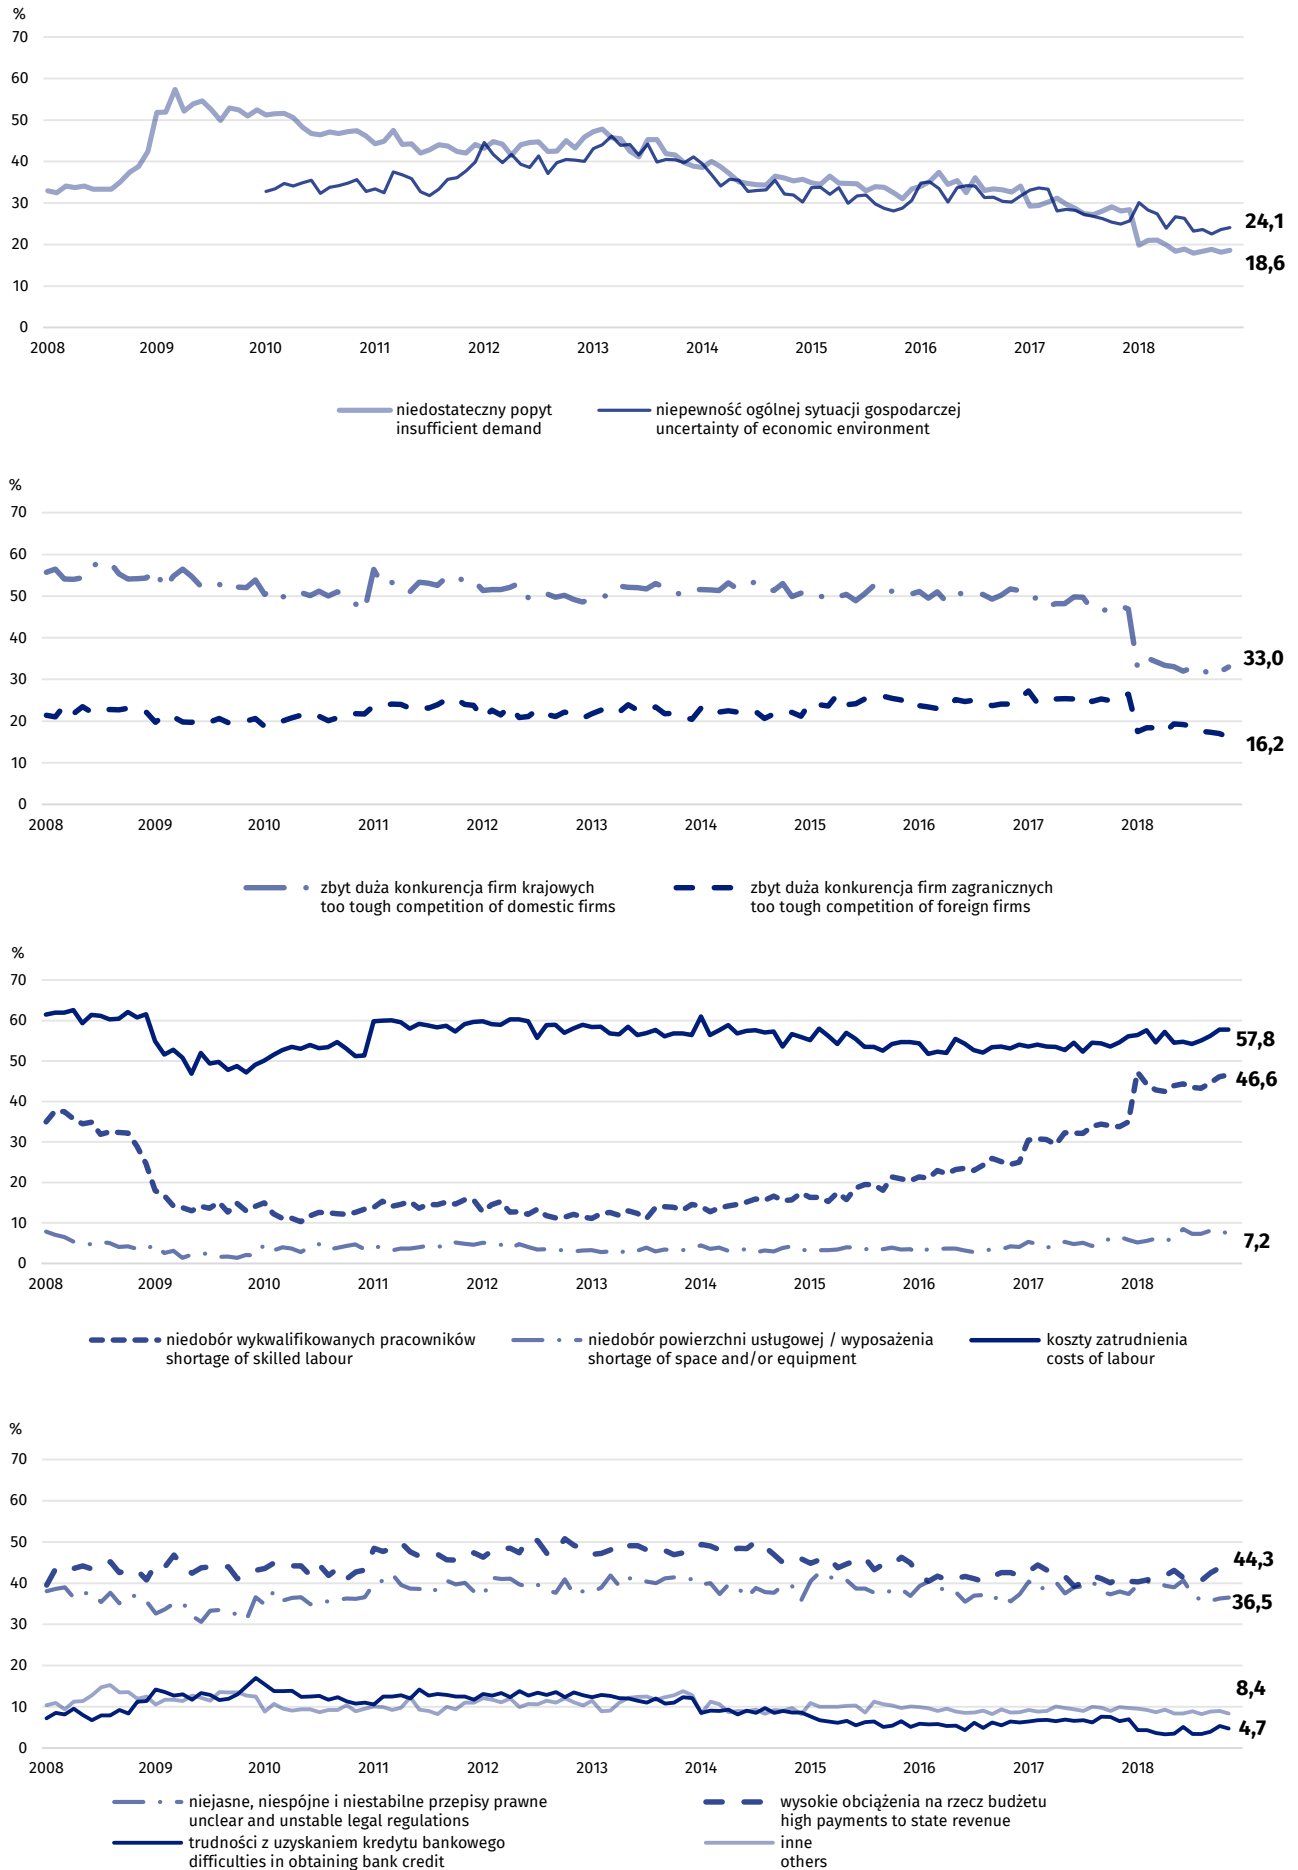 %
70
60
50
40
30
20
10
0
24,1
18,6
2008 2009 2010 2011 2012 2013 2014 2015 2016 2017 2018
niedostateczny popyt
insufficient demand
niepewność ogólnej sytuacji gospodarczej
uncertainty of economic environment
%
70
60
50
40
30
20
10
0
33,0
16,2
2008 2009 2010 2011 2012 2013 2014 2015 2016 2017 2018
zbyt duża konkurencja firm krajowych
too tough competition of domestic firms
zbyt duża konkurencja firm zagranicznych
too tough competition of foreign firms
%
70
60
50
40
30
20
10
0
57,8
46,6
7,2
2008 2009 2010 2011 2012 2013 2014 2015 2016 2017 2018
niedobór wykwalifikowanych pracowników
shortage of skilled labour
niedobór powierzchni usługowej / wyposażenia
shortage of space and/or equipment
koszty zatrudnienia
costs of labour
%
70
60
50
40
30
20
10
0
44,3
36,5
8,4
4,7
2008 2009 2010 2011 2012 2013 2014 2015 2016 2017 2018
niejasne, niespójne i niestabilne przepisy prawne
unclear and unstable legal regulations
wysokie obciążenia na rzecz budżetu
high payments to state revenue
trudności z uzyskaniem kredytu bankowego
difficulties in obtaining bank credit
inne
others